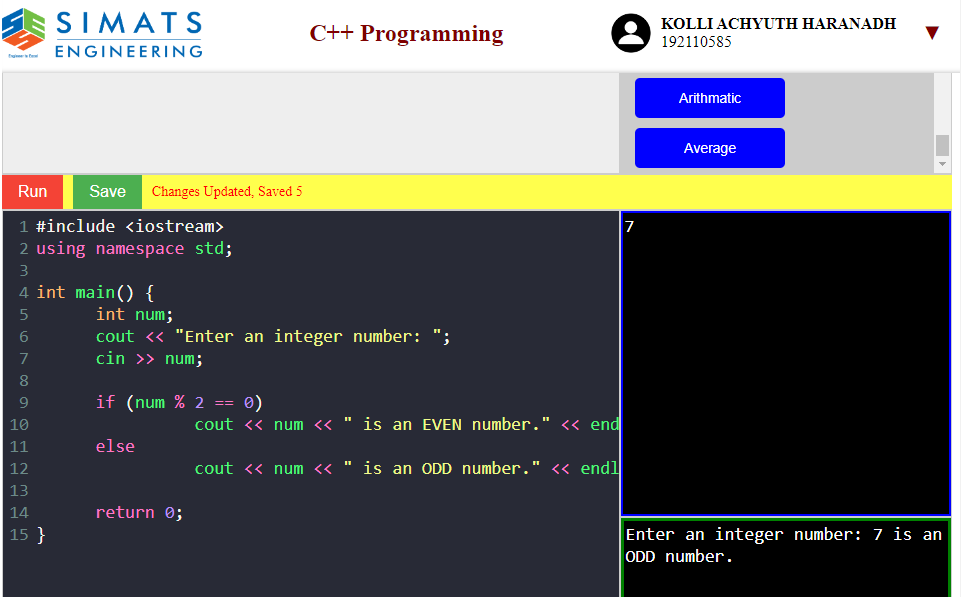 SIMATS
ENGINEERING
Engineer to Excel
C++ Programming
KOLLI ACHYUTH HARANADH
192110585
Arithmatic
Average
Run
Save
Changes Updated, Saved 5
1 #include <iostream>
2 using namespace std;
3
4 int main() {
5 int num;
6 cout << "Enter an integer number: ";
7 cin >> num;
8
9 if (num % 2 == 0)
10 cout << num << " is an EVEN number." << end
11 else
12 cout << num << " is an ODD number." << endl
13
14 return 0;
15 }
7
Enter an integer number: 7 is an
ODD number.